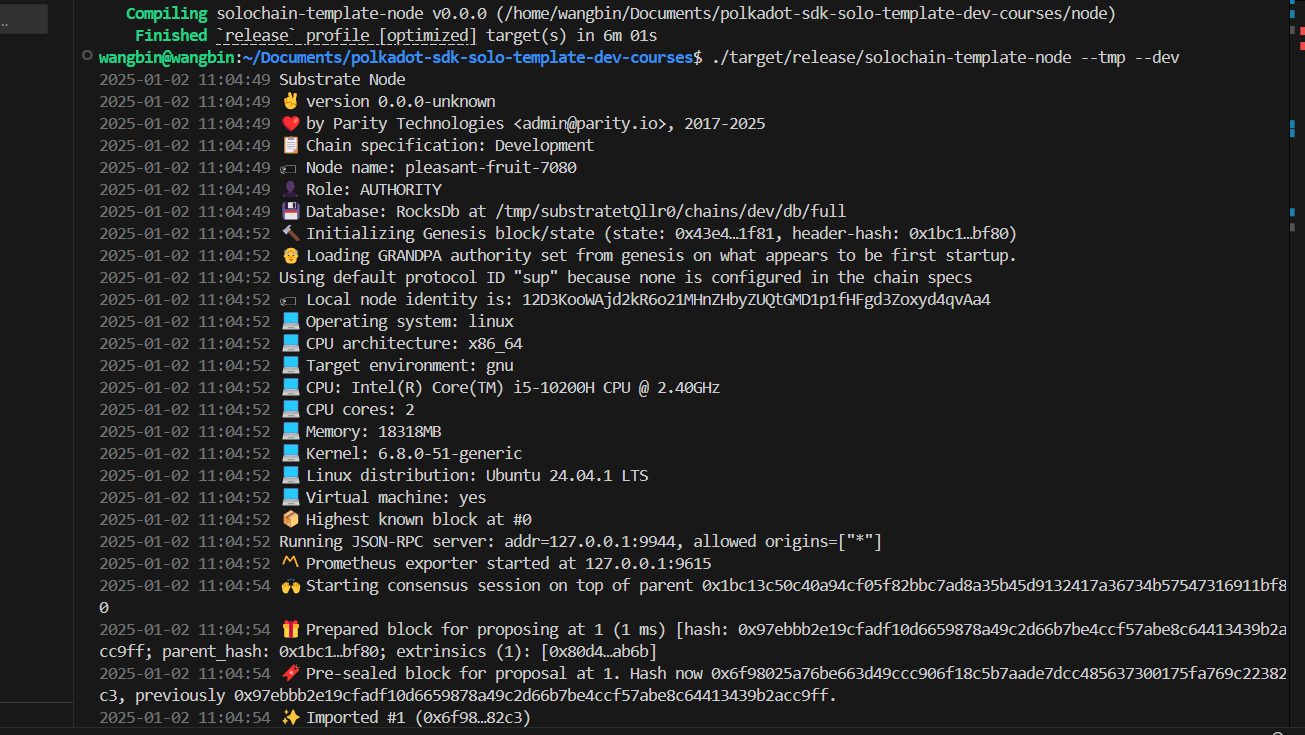 ..
Compiling solochain-template-node v0.0.0 (/home/wangbin/Documents/polkadot-sdk-solo-template-dev-courses/node)
Finished `release` profile [optimized] target(s) in 6m 01s
wangbin@wangbin:~/Documents/polkadot-sdk-solo-template-dev-courses$ ./target/release/solochain-template-node --tmp --dev
2025-01-02 11:04:49 Substrate Node
2025-01-02 11:04:49 ✌️ version 0.0.0-unknown
2025-01-02 11:04:49 ❤️ by Parity Technologies <admin@parity.io>, 2017-2025
2025-01-02 11:04:49 📋 Chain specification: Development
2025-01-02 11:04:49 🏷 Node name: pleasant-fruit-7080
2025-01-02 11:04:49 👤 Role: AUTHORITY
2025-01-02 11:04:49 💾 Database: RocksDb at /tmp/substratetQllr0/chains/dev/db/full
2025-01-02 11:04:52 🔨 Initializing Genesis block/state (state: 0x43e4…1f81, header-hash: 0x1bc1…bf80)
2025-01-02 11:04:52 👴 Loading GRANDPA authority set from genesis on what appears to be first startup.
2025-01-02 11:04:52 Using default protocol ID "sup" because none is configured in the chain specs
2025-01-02 11:04:52 🏷 Local node identity is: 12D3KooWAjd2kR6o21MHnZHbyZUQtGMD1p1fHFgd3Zoxyd4qvAa4
2025-01-02 11:04:52 💻 Operating system: linux
2025-01-02 11:04:52 💻 CPU architecture: x86_64
2025-01-02 11:04:52 💻 Target environment: gnu
2025-01-02 11:04:52 💻 CPU: Intel(R) Core(TM) i5-10200H CPU @ 2.40GHz
2025-01-02 11:04:52 💻 CPU cores: 2
2025-01-02 11:04:52 💻 Memory: 18318MB
2025-01-02 11:04:52 💻 Kernel: 6.8.0-51-generic
2025-01-02 11:04:52 💻 Linux distribution: Ubuntu 24.04.1 LTS
2025-01-02 11:04:52 💻 Virtual machine: yes
2025-01-02 11:04:52 📦 Highest known block at #0
2025-01-02 11:04:52 Running JSON-RPC server: addr=127.0.0.1:9944, allowed origins=["*"]
2025-01-02 11:04:52 〽️ Prometheus exporter started at 127.0.0.1:9615
2025-01-02 11:04:54 🙌 Starting consensus session on top of parent 0x1bc13c50c40a94cf05f82bbc7ad8a35b45d9132417a36734b57547316911bf8
0
2025-01-02 11:04:54 🎁 Prepared block for proposing at 1 (1 ms) [hash: 0x97ebbb2e19cfadf10d6659878a49c2d66b7be4ccf57abe8c64413439b2a
cc9ff; parent_hash: 0x1bc1…bf80; extrinsics (1): [0x80d4…ab6b]
2025-01-02 11:04:54 🔖 Pre-sealed block for proposal at 1. Hash now 0x6f98025a76be663d49ccc906f18c5b7aade7dcc485637300175fa769c22382
c3, previously 0x97ebbb2e19cfadf10d6659878a49c2d66b7be4ccf57abe8c64413439b2acc9ff.
2025-01-02 11:04:54 ✨ Imported #1 (0x6f98…82c3)